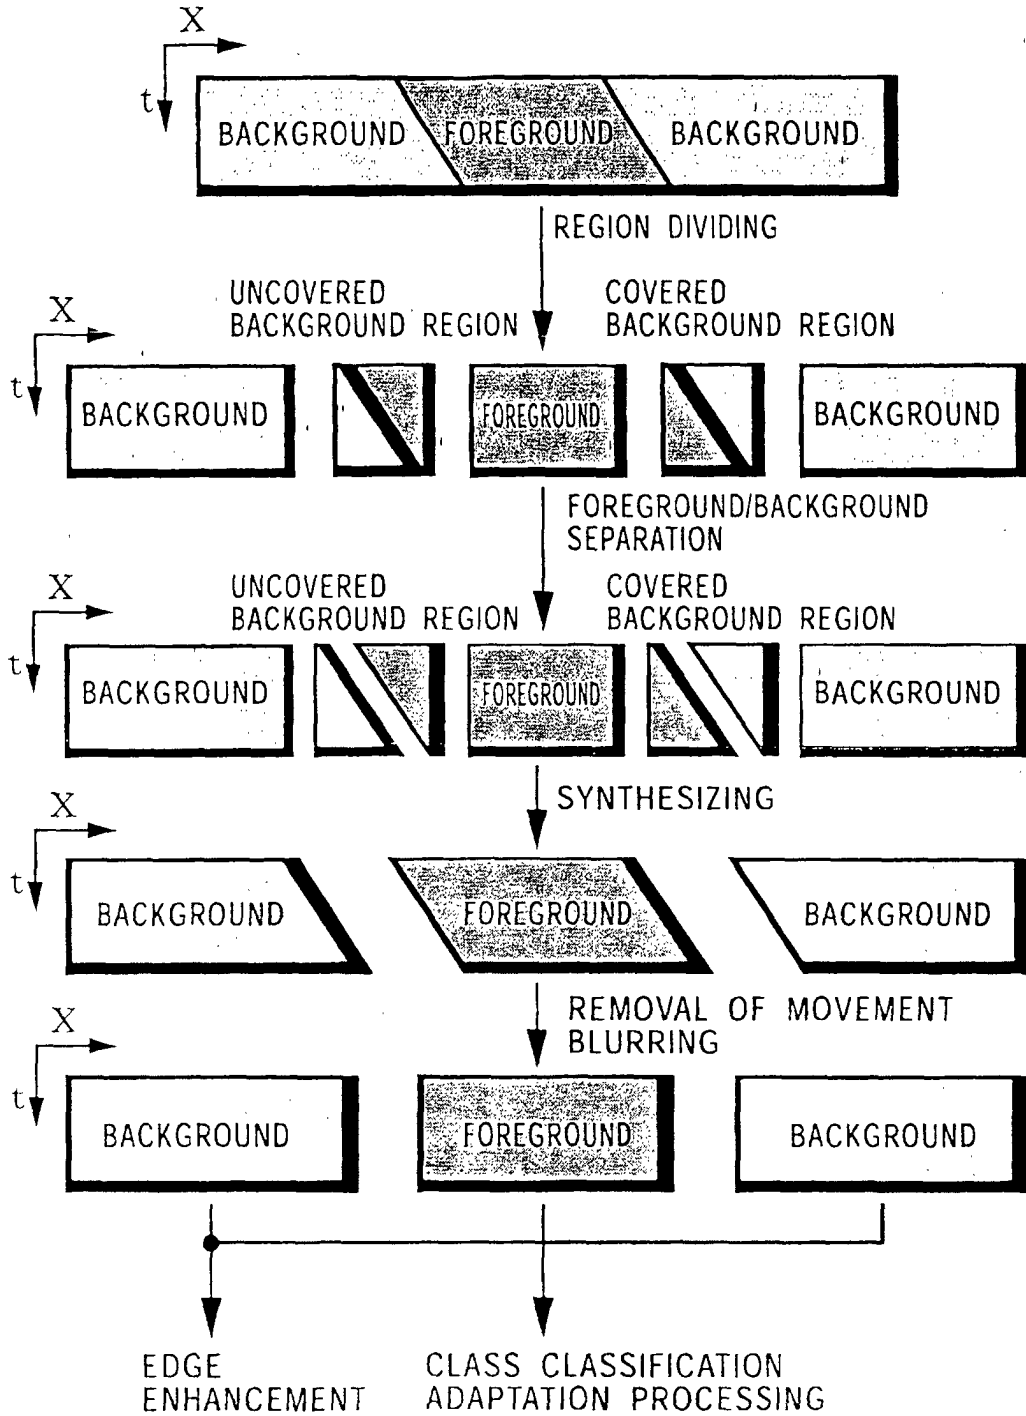 X
t
BACKGROUND FOREGROUND BACKGROUND
REGION DIVIDING
UNCOVERED
BACKGROUND REGION
COVERED
BACKGROUND REGION
X
t
BACKGROUND FOREGROUND BACKGROUND
FOREGROUND/BACKGROUND
SEPARATION
UNCOVERED
BACKGROUND REGION
COVERED
BACKGROUND REGION
X
t
BACKGROUND FOREGROUND BACKGROUND
SYNTHESIZING
X
t
BACKGROUND FOREGROUND BACKGROUND
REMOVAL OF MOVEMENT
BLURRING
X
t
BACKGROUND FOREGROUND BACKGROUND
EDGE
ENHANCEMENT
CLASS CLASSIFICATION
ADAPTATION PROCESSING